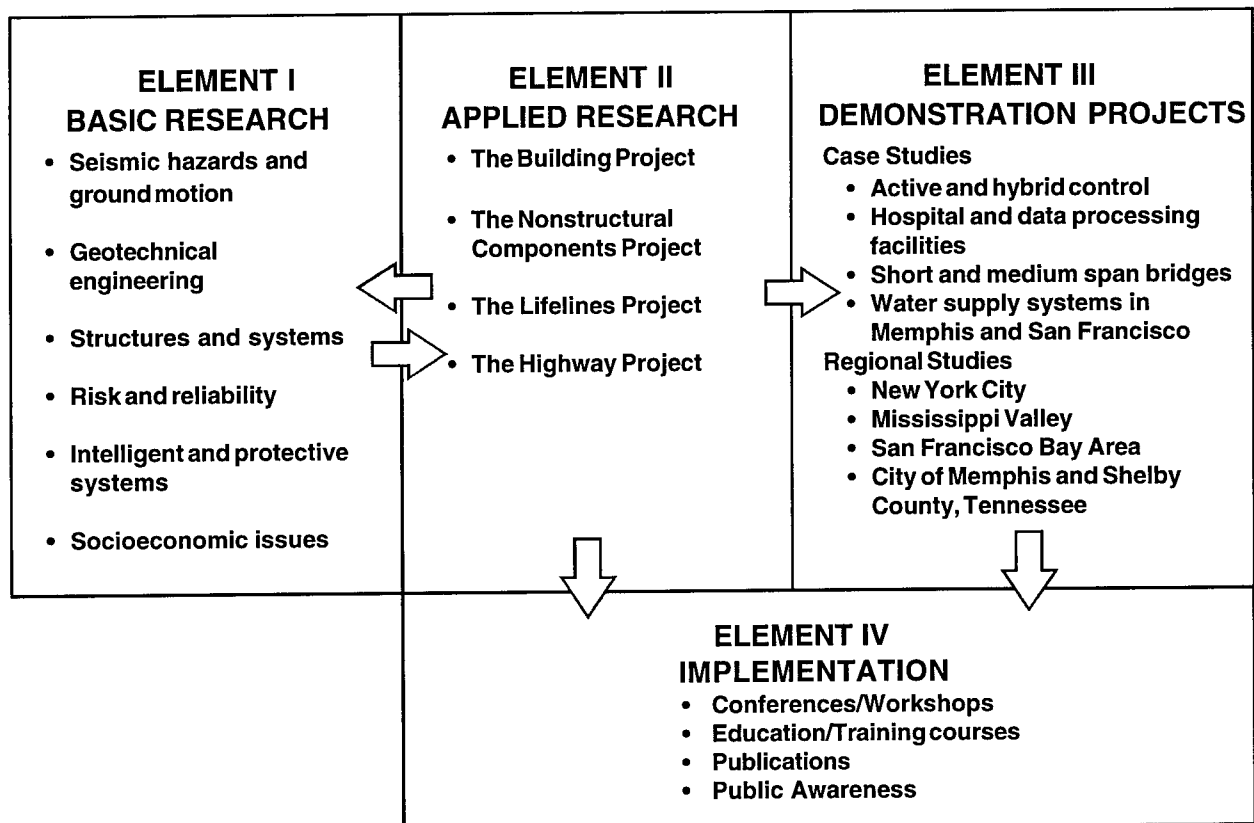 ELEMENT I
BASIC RESEARCH
• Seismic hazards and
ground motion
• Geotechnical
engineering
• Structures and systems
• Risk and reliability
• Intelligent and protective
systems
• Socioeconomic issues
ELEMENT II
APPLIED RESEARCH
• The Building Project
• The Nonstructural
Components Project
• The Lifelines Project
• The Highway Project
ELEMENT III
DEMONSTRATION PROJECTS
Case Studies
• Active and hybrid control
• Hospital and data processing
facilities
• Short and medium span bridges
• Water supply systems in
Memphis and San Francisco
Regional Studies
• New York City
• Mississippi Valley
• San Francisco Bay Area
• City of Memphis and Shelby
County, Tennessee
ELEMENT IV
IMPLEMENTATION
• Conferences/Workshops
• Education/Training courses
• Publications
• Public Awareness